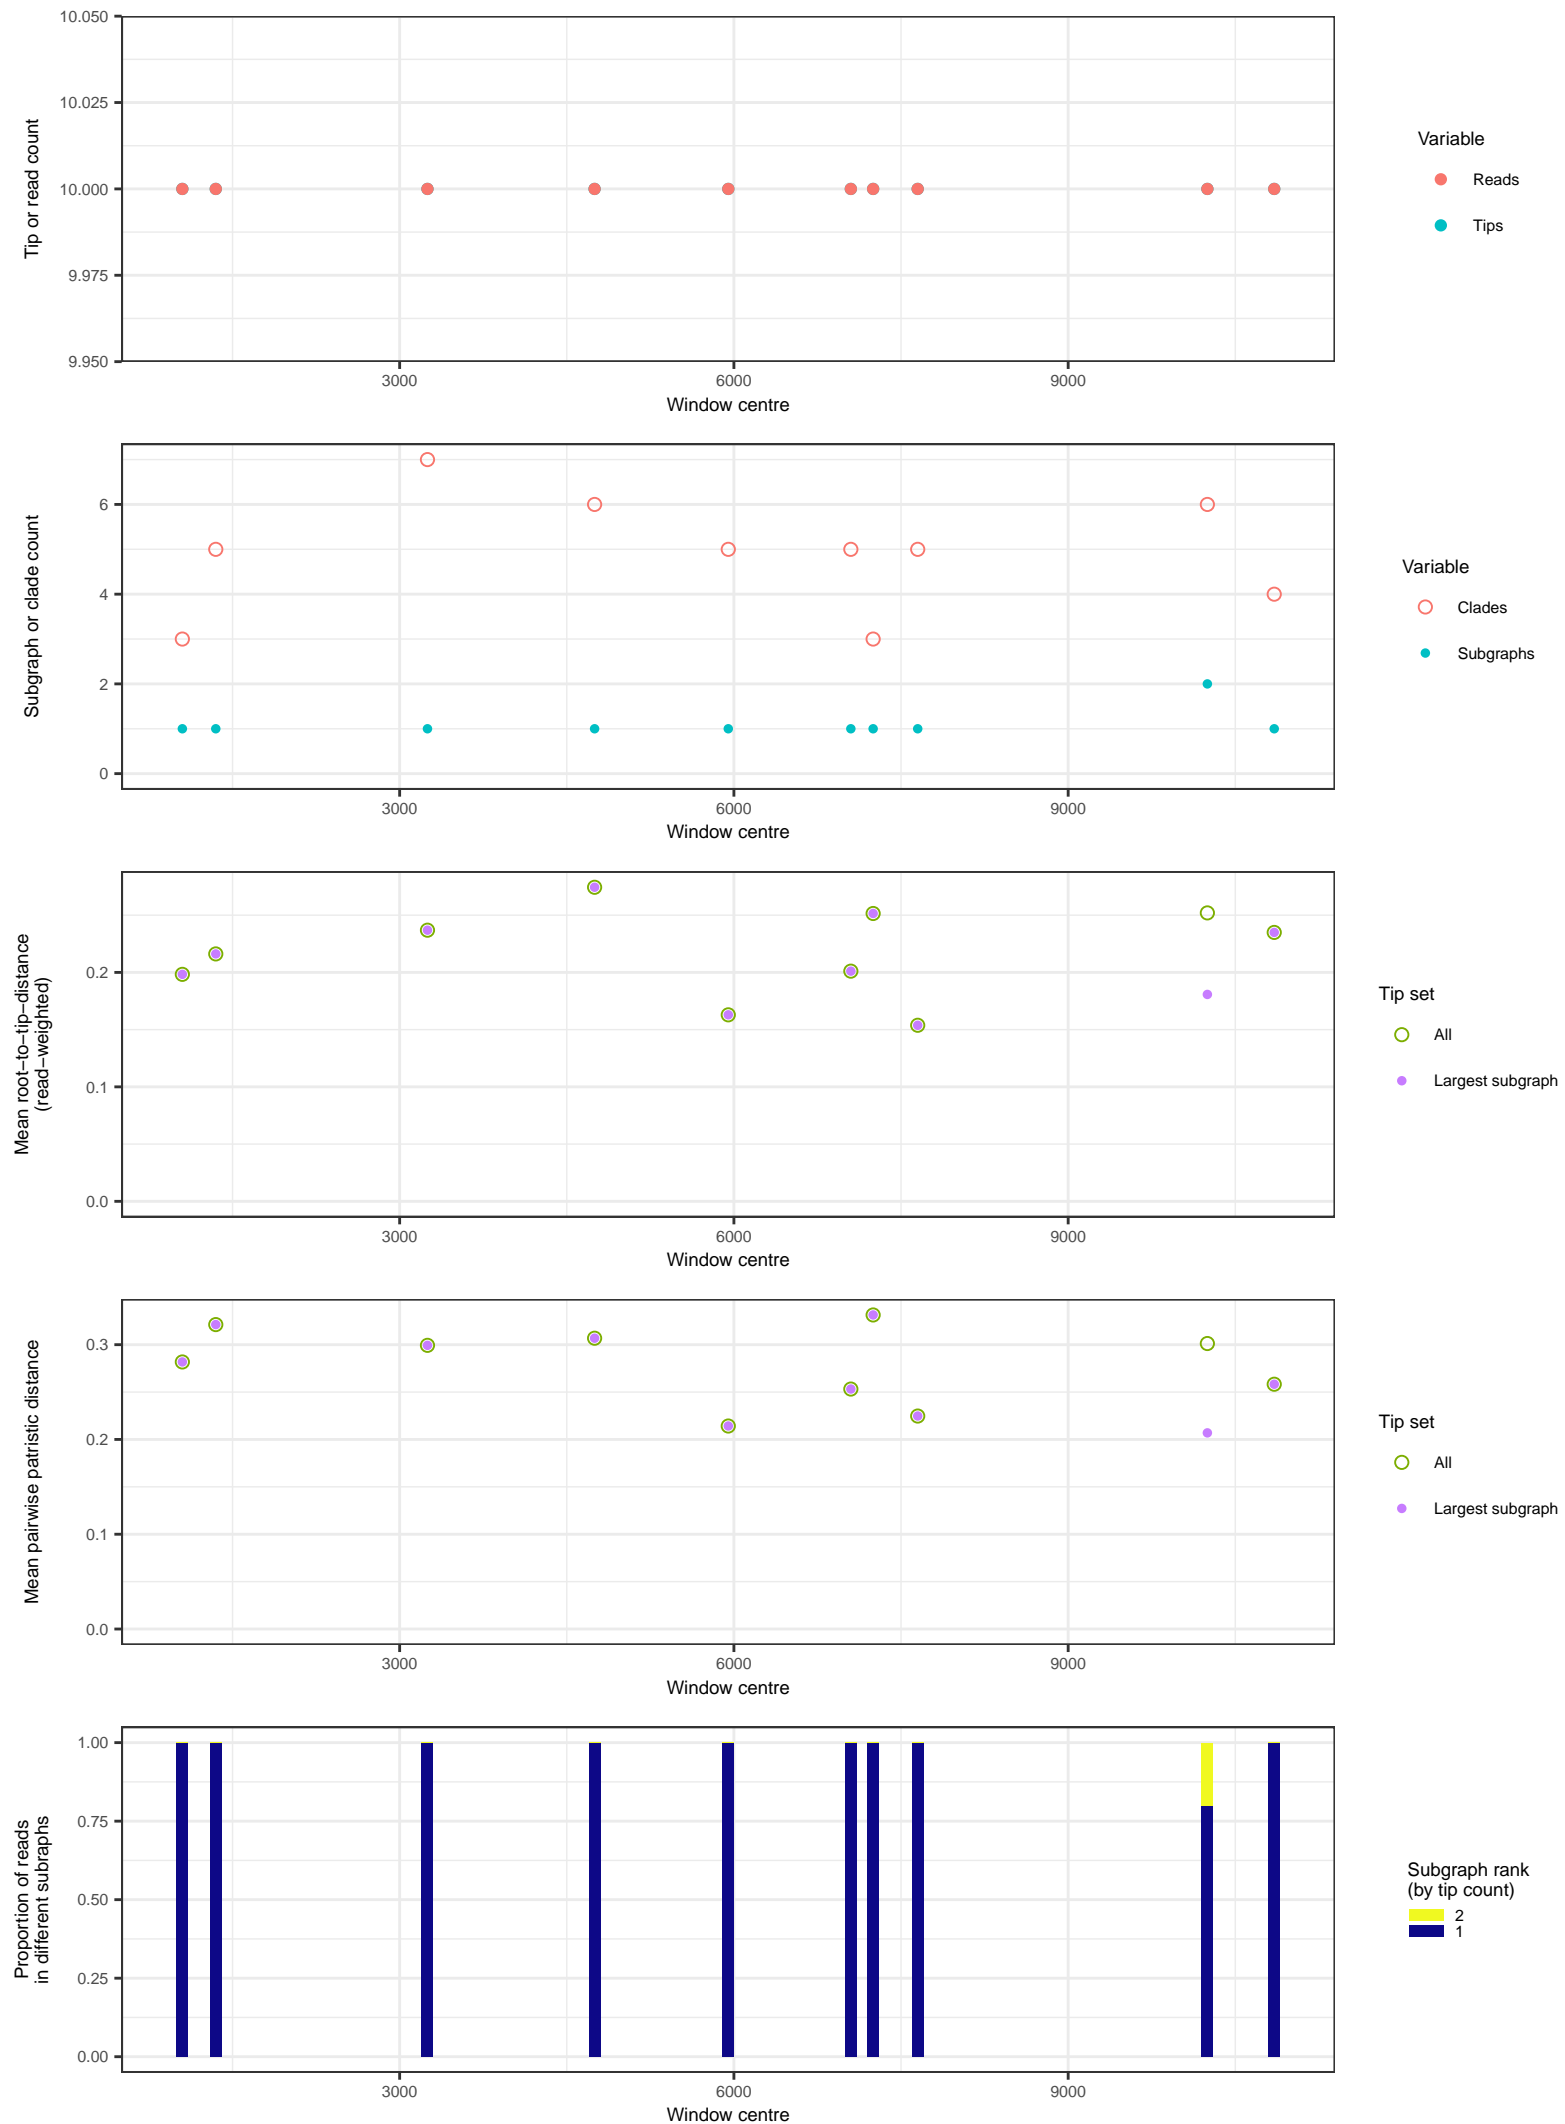 10.050
10.025
10.000
9.975
9.950
Tip or read count
3000
6000
9000
Window centre
Variable
Reads
Tips
6
4
2
0
Subgraph or clade count
3000
6000
9000
Window centre
Variable
Clades
Subgraphs
0.2
0.1
0.0
Mean root−to−tip−distance
(read−weighted)
3000
6000
9000
Window centre
Tip set
All
Largest subgraph
0.3
0.2
0.1
0.0
Mean pairwise patristic distance
3000
6000
9000
Window centre
Tip set
All
Largest subgraph
1.00
0.75
0.50
0.25
0.00
Proportion of reads
in different subraphs
3000
6000
9000
Window centre
Subgraph rank
(by tip count)
2
1